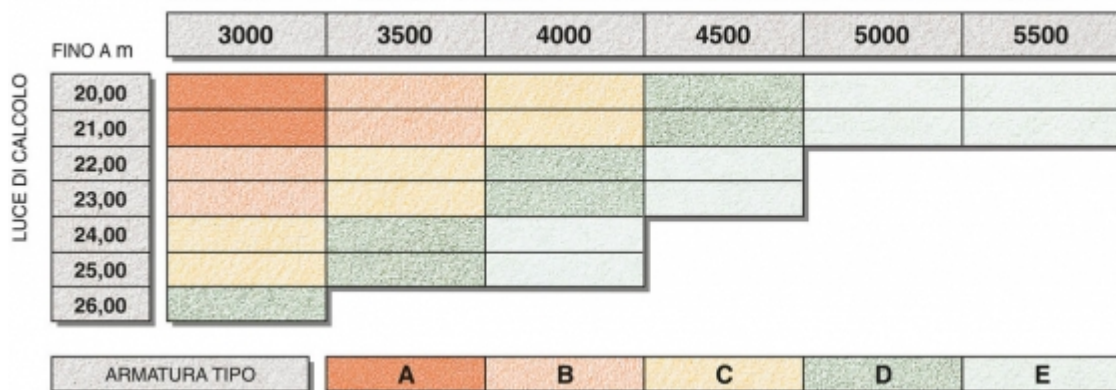 3000 3500 4000 4500 5000 5500
FINO A m
LUCE DI CALCOLO
20,00
21,00
22,00
23,00
24,00
25,00
26,00
ARMATURA TIPO A B C D E